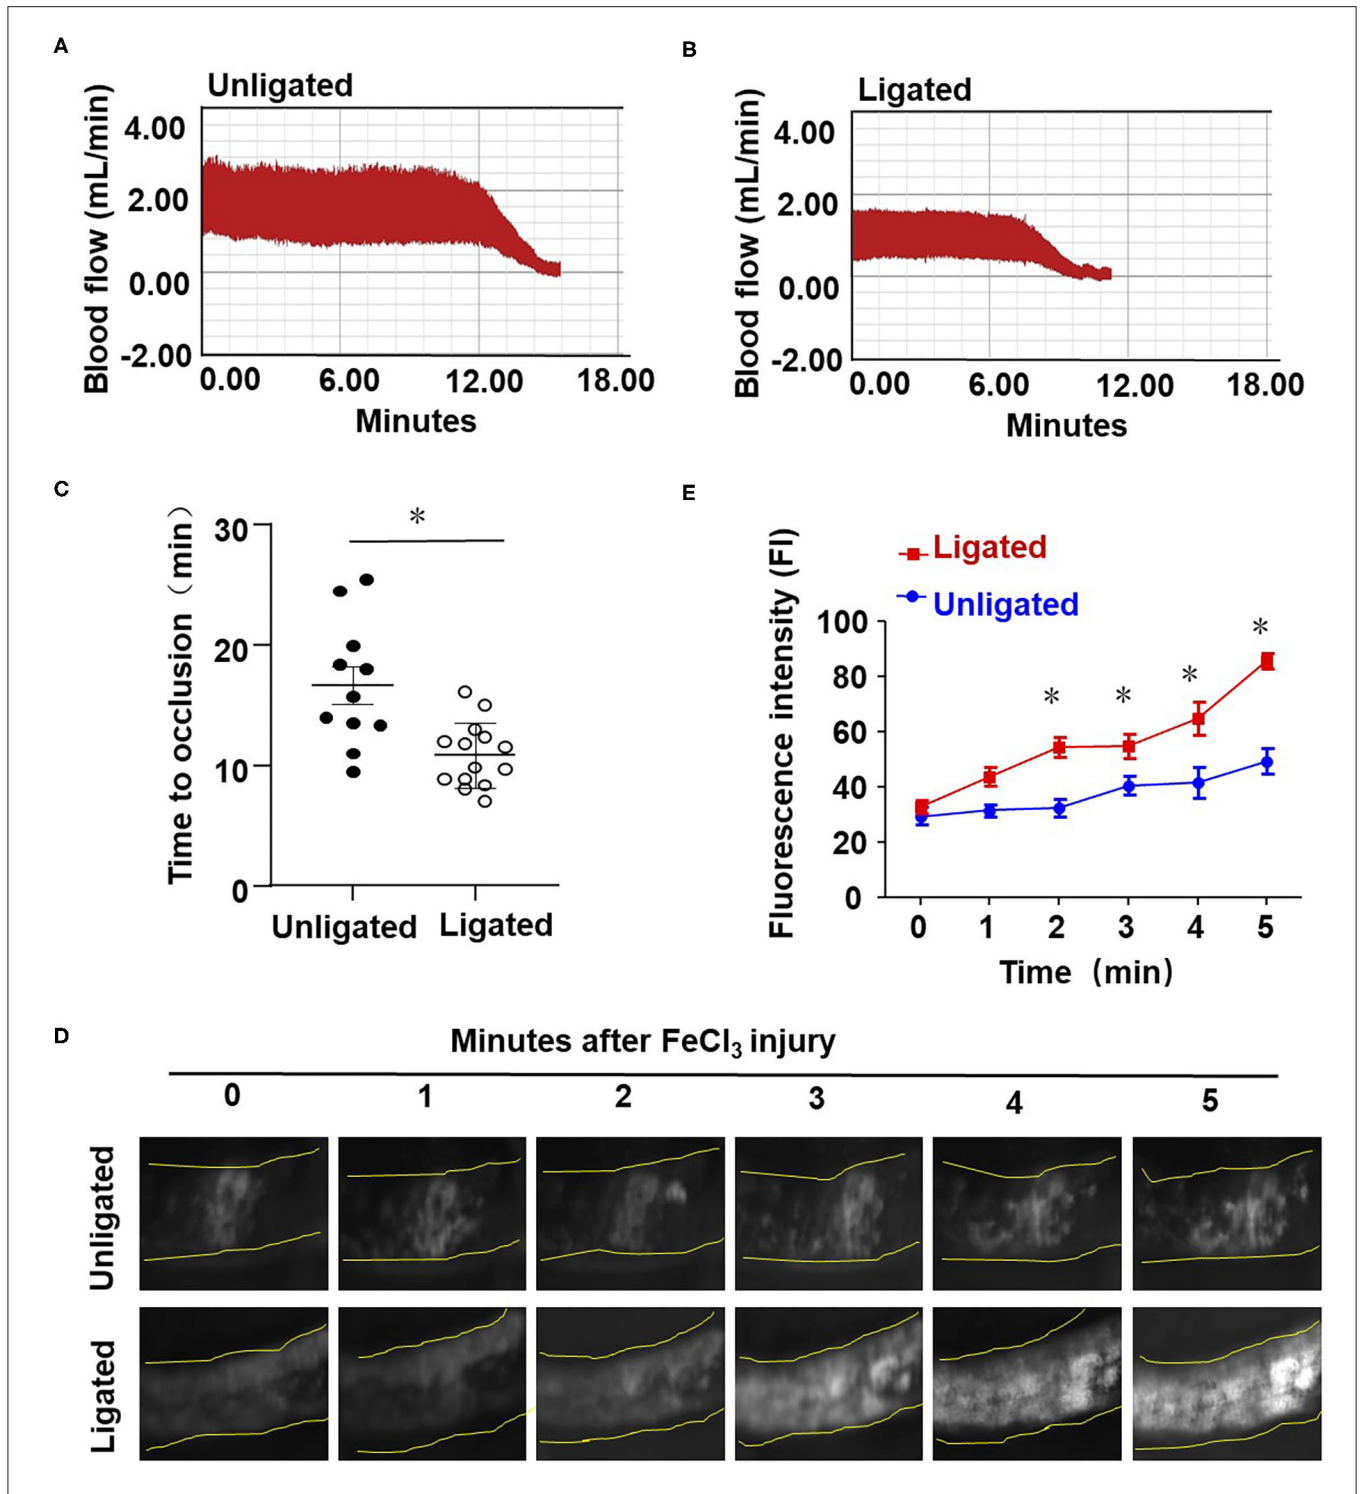 A
Unligated
Blood flow (mL/min)
4.00
2.00
0.00
-2.00
0.00 6.00 12.00 18.00
Minutes
B
Ligated
Blood flow (mL/min)
4.00
2.00
0.00
-2.00
0.00 6.00 12.00 18.00
Minutes
C
Time to occlusion（min）
30
20
10
0
*
Unligated Ligated
E
Ligated
Unligated
Fluorescence intensity (FI)
100
80
60
40
20
0
* * * *
0 1 2 3 4 5
Time（min）
D
Minutes after FeCl3 injury
0 1 2 3 4 5
Unligated
Ligated